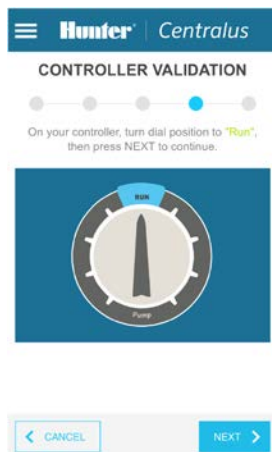 Hunter® | Centralus
CONTROLLER VALIDATION
On your controller, turn dial position to "Run",
then press NEXT to continue.
RUN
Pump
CANCEL
NEXT